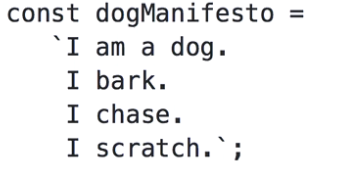 const dogManifesto =
   `I am a dog.
    I bark.
    I chase.
    I scratch.`;